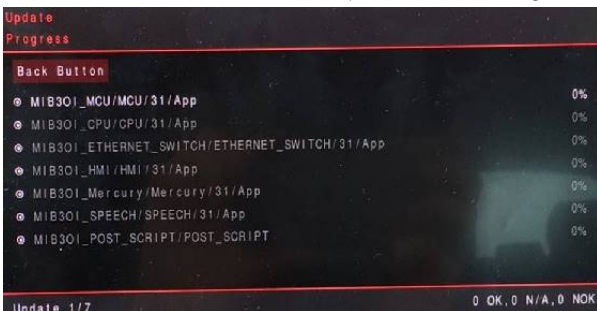 Update
Progress
Back Button
MIB3OI_MCU/MCU/31/App 0%
MIB3OI_CPU/CPU/31/App 0%
MIB3OI_ETHERNET_SWITCH/ETHERNET_SWITCH/31/App 0%
MIB3OI_HMI/HMI/31/App 0%
MIB3OI_Mercury/Mercury/31/App 0%
MIB3OI_SPEECH/SPEECH/31/App 0%
MIB3OI_POST_SCRIPT/POST_SCRIPT 0%
Update 1/7 0 OK,0 N/A,0 NOK